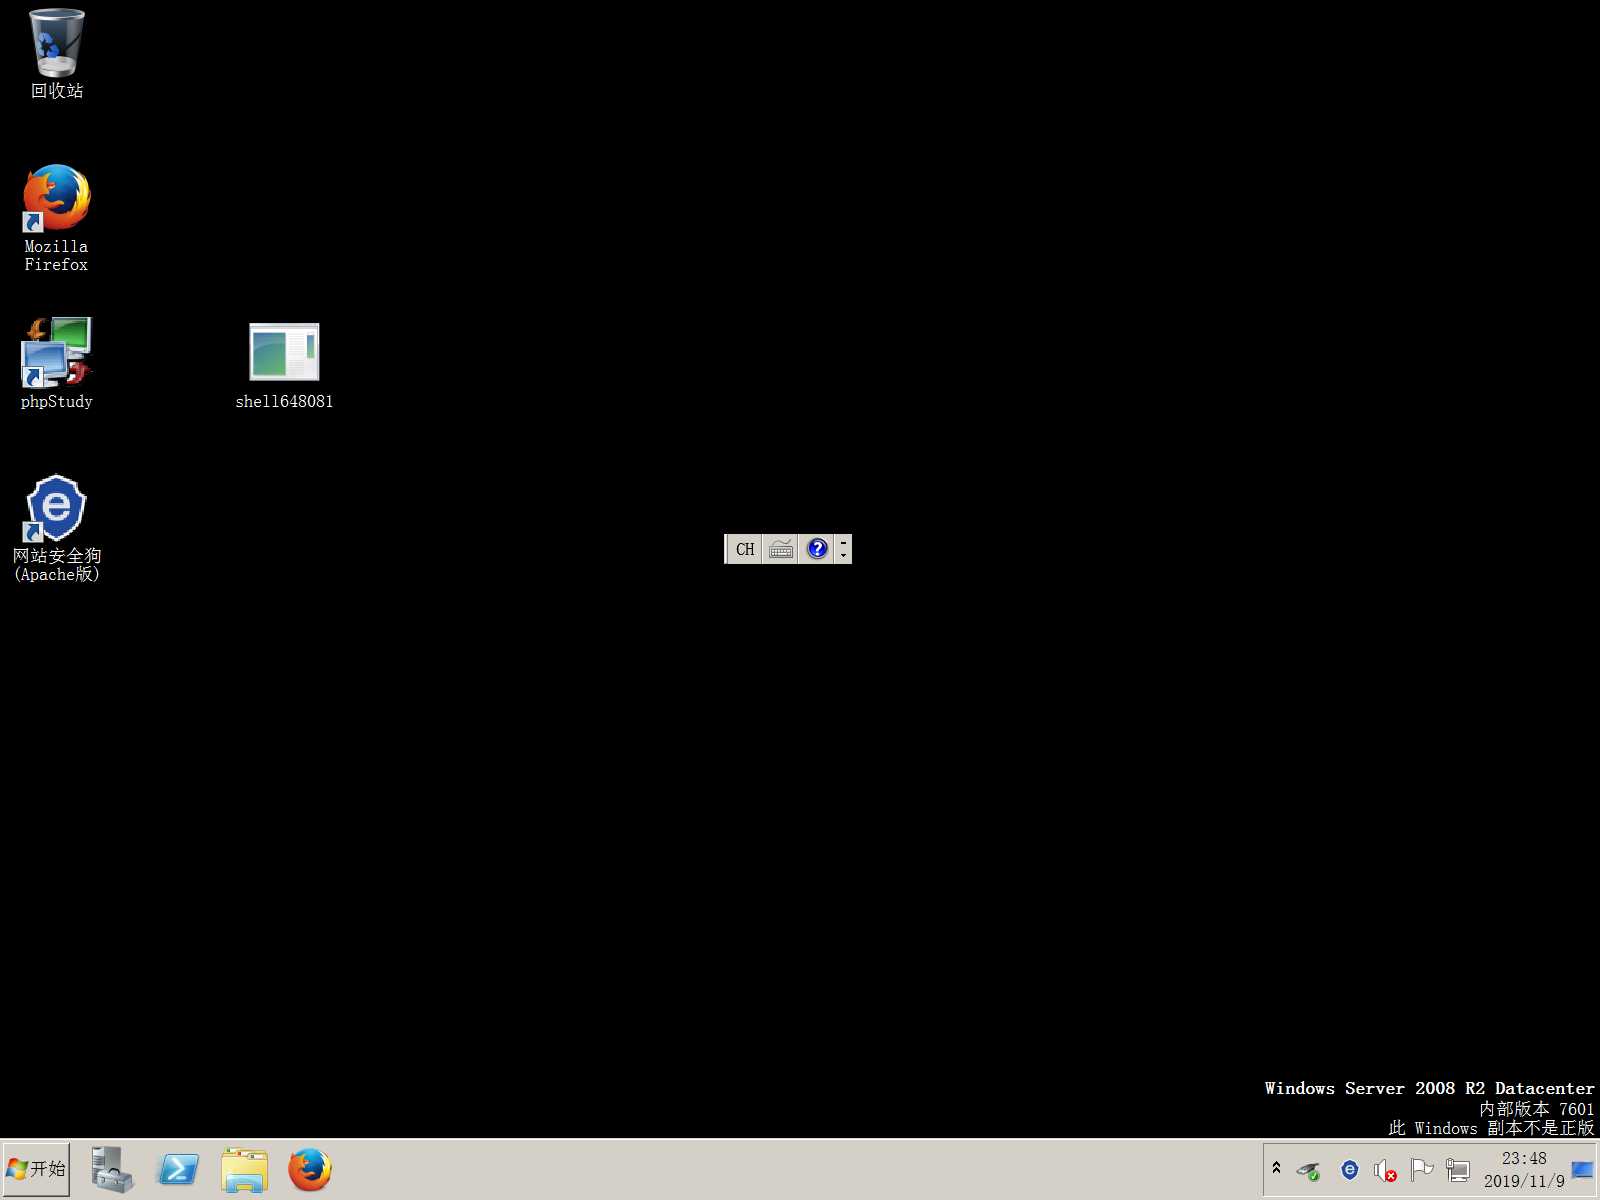 回收站
Mozilla
Firefox
phpStudy
shell648081
网站安全狗
(Apache版)
CH
Windows Server 2008 R2 Datacenter
内部版本 7601
此 Windows 副本不是正版
开始
23:48
2019/11/9